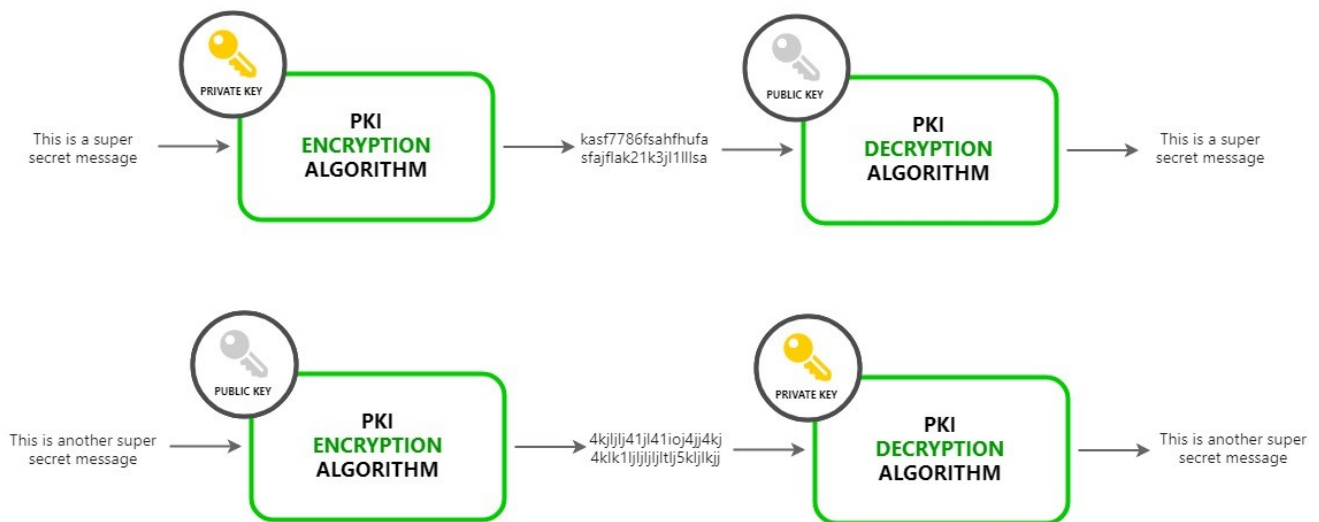 PRIVATE KEY
PUBLIC KEY
This is a super
secret message
PKI
ENCRYPTION
ALGORITHM
kasf7786fsahfhufa
sfajflak21k3jl1lllsa
PKI
DECRYPTION
ALGORITHM
This is a super
secret message
PUBLIC KEY
PRIVATE KEY
This is another super
secret message
PKI
ENCRYPTION
ALGORITHM
4kjljlj41jl41ioj4jj4kj
4klk1ljljljljltlj5kljlkjj
PKI
DECRYPTION
ALGORITHM
This is another super
secret message